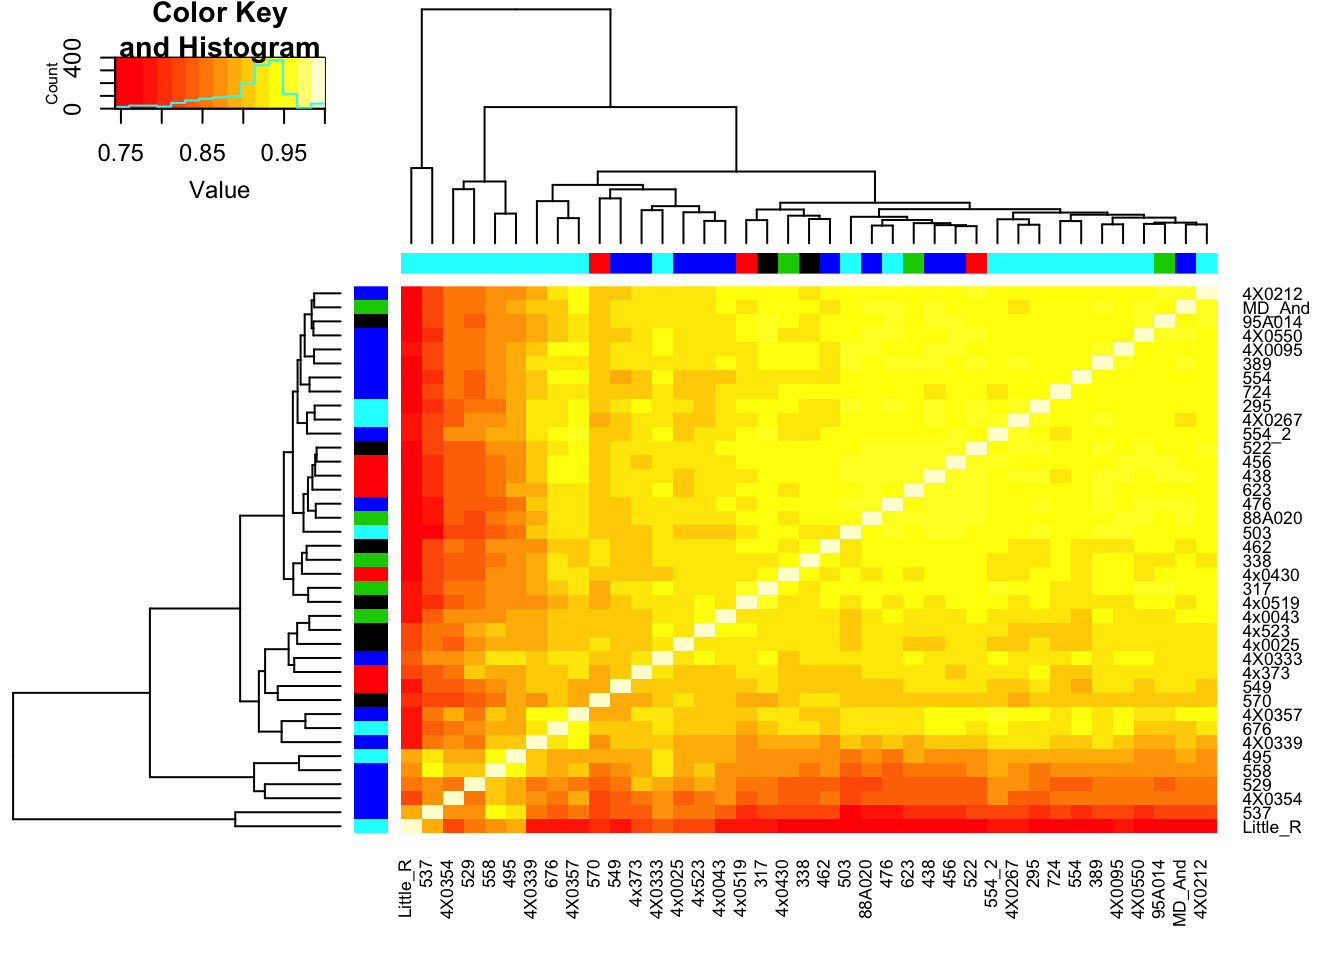 Color Key
and Histogram
Count
0 400
0.75 0.85 0.95
Value
4X0212
MD_And
95A014
4X0550
4X0095
389
554
724
295
4X0267
554_2
522
456
438
623
476
88A020
503
462
338
4x0430
317
4x0519
4x0043
4x523
4x0025
4X0333
4x373
549
570
4X0357
676
4X0339
495
558
529
4X0354
537
Little_R
Little_R 537 4X0354 529 558 495 4X0339 676 4X0357 570 549 4x373 4X0333 4x0025 4x523 4x0043 4x0519 317 4x0430 338 462 503 88A020 476 623 438 456 522 554_2 4X0267 295 724 554 389 4X0095 4X0550 95A014 MD_And 4X0212